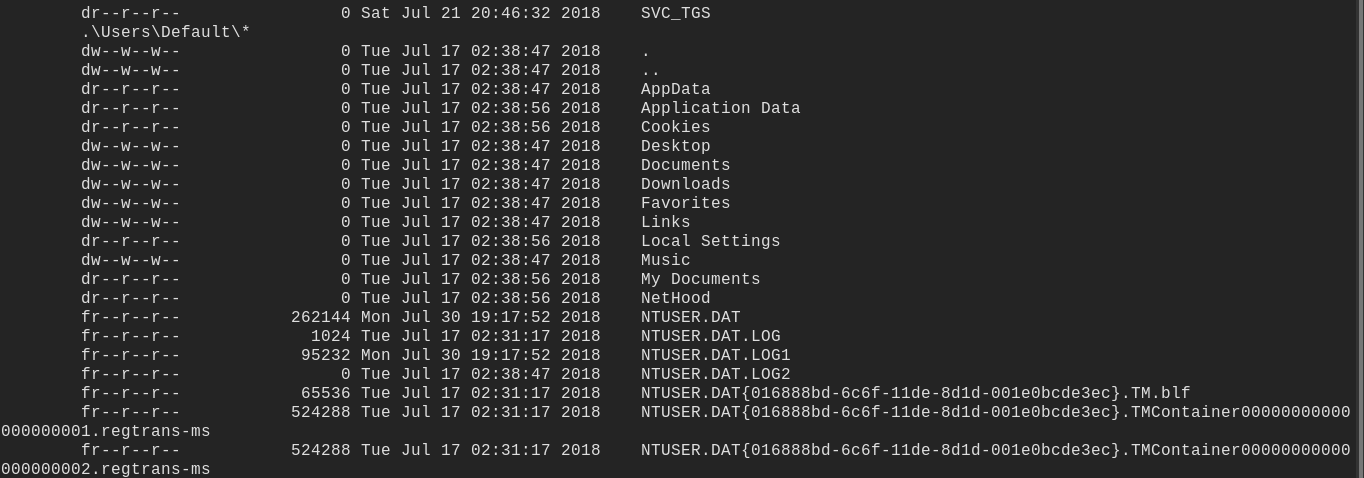 dr--r--r--                0 Sat Jul 21 20:46:32 2018    SVC_TGS
.\Users\Default\*
dw--w--w--                0 Tue Jul 17 02:38:47 2018    .
dw--w--w--                0 Tue Jul 17 02:38:47 2018    ..
dr--r--r--                0 Tue Jul 17 02:38:47 2018    AppData
dr--r--r--                0 Tue Jul 17 02:38:56 2018    Application Data
dr--r--r--                0 Tue Jul 17 02:38:56 2018    Cookies
dw--w--w--                0 Tue Jul 17 02:38:47 2018    Desktop
dw--w--w--                0 Tue Jul 17 02:38:47 2018    Documents
dw--w--w--                0 Tue Jul 17 02:38:47 2018    Downloads
dw--w--w--                0 Tue Jul 17 02:38:47 2018    Favorites
dw--w--w--                0 Tue Jul 17 02:38:47 2018    Links
dr--r--r--                0 Tue Jul 17 02:38:56 2018    Local Settings
dw--w--w--                0 Tue Jul 17 02:38:47 2018    Music
dr--r--r--                0 Tue Jul 17 02:38:56 2018    My Documents
dr--r--r--                0 Tue Jul 17 02:38:56 2018    NetHood
fr--r--r--           262144 Mon Jul 30 19:17:52 2018    NTUSER.DAT
fr--r--r--             1024 Tue Jul 17 02:31:17 2018    NTUSER.DAT.LOG
fr--r--r--            95232 Mon Jul 30 19:17:52 2018    NTUSER.DAT.LOG1
fr--r--r--                0 Tue Jul 17 02:38:47 2018    NTUSER.DAT.LOG2
fr--r--r--            65536 Tue Jul 17 02:31:17 2018    NTUSER.DAT{016888bd-6c6f-11de-8d1d-001e0bcde3ec}.TM.blf
fr--r--r--           524288 Tue Jul 17 02:31:17 2018    NTUSER.DAT{016888bd-6c6f-11de-8d1d-001e0bcde3ec}.TMContainer00000000000
000000001.regtrans-ms
fr--r--r--           524288 Tue Jul 17 02:31:17 2018    NTUSER.DAT{016888bd-6c6f-11de-8d1d-001e0bcde3ec}.TMContainer00000000000
000000002.regtrans-ms